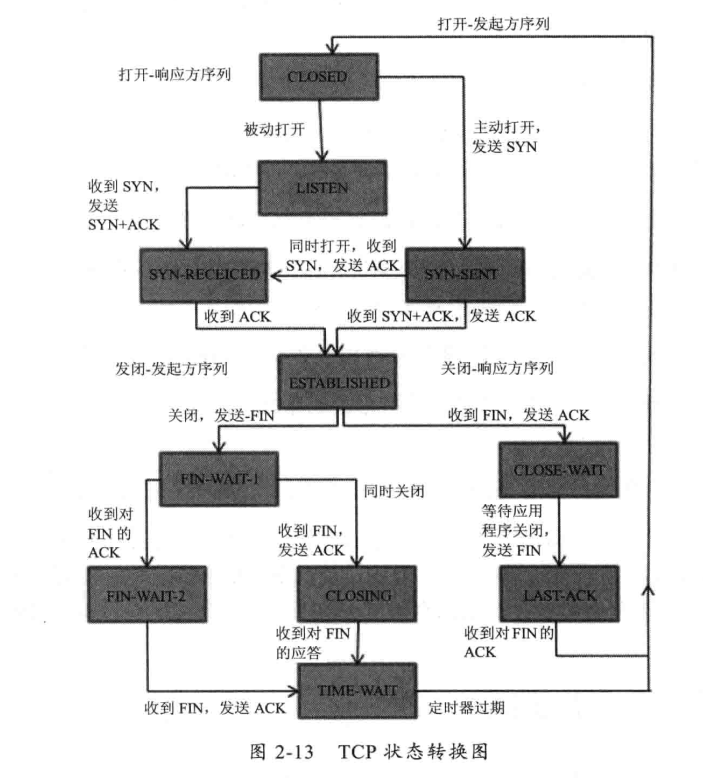 打开-发起方序列
打开-响应方序列
CLOSED
被动打开
主动打开,
发送 SYN
LISTEN
收到 SYN,
发送
SYN+ACK
同时打开，收到
SYN，发送 ACK
SYN-RECEICED
SYN-SENT
收到 ACK
收到 SYN+ACK，发送 ACK
发闭-发起方序列
ESTABLISHED
关闭-响应方序列
关闭，发送-FIN
收到 FIN，发送 ACK
FIN-WAIT-1
CLOSE-WAIT
同时关闭
收到对
FIN 的
ACK
收到 FIN,
发送 ACK
等待应用
程序关闭,
发送 FIN
FIN-WAIT-2
CLOSING
LAST-ACK
收到对 FIN
的应答
收到对 FIN 的
ACK
TIME-WAIT
收到 FIN，发送 ACK
定时器过期
图 2-13 TCP 状态转换图